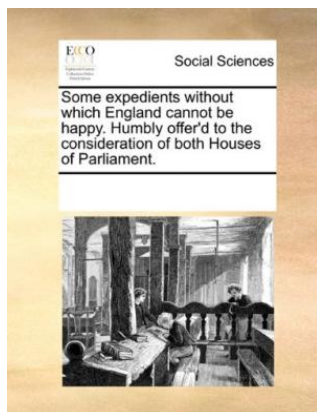 ECCO
Social Sciences
Some expedients without
which England cannot be
happy. Humbly offer'd to the
consideration of both Houses
of Parliament.